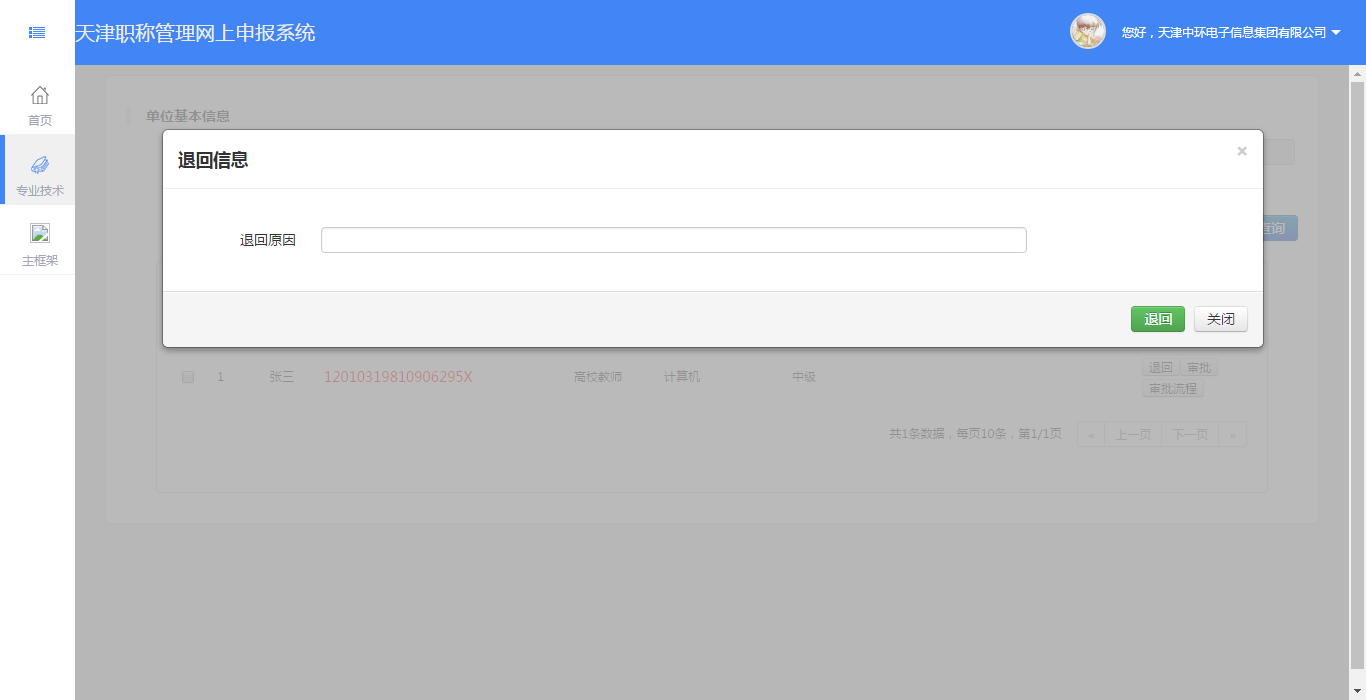 天津职称管理网上申报系统
您好，天津中环电子信息集团有限公司
首页
专业技术
主框架
单位基本信息
退回信息
×
查询
退回原因
退回 关闭
1 张三 12010319810906295X 高校教师 计算机 中级 退回 审批
审批流程
共1条数据，每页10条，第1/1页 « 上一页 下一页 »